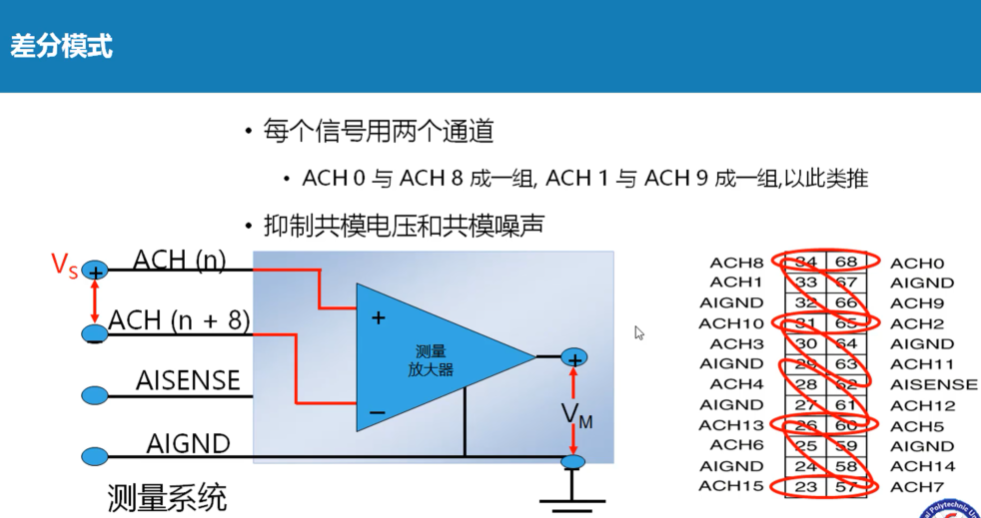 差分模式
• 每个信号用两个通道
• ACH 0 与 ACH 8 成一组, ACH 1 与 ACH 9 成一组,以此类推
• 抑制共模电压和共模噪声
VS
+
ACH (n)
−
ACH (n + 8)
AISENSE
AIGND
测量系统
+
测量
放大器
−
+
VM
ACH8 34 68 ACH0
ACH1 33 67 AIGND
AIGND 32 66 ACH9
ACH10 31 65 ACH2
ACH3 30 64 AIGND
AIGND 29 63 ACH11
ACH4 28 62 AISENSE
AIGND 27 61 ACH12
ACH13 26 60 ACH5
ACH6 25 59 AIGND
AIGND 24 58 ACH14
ACH15 23 57 ACH7
Polytechnic